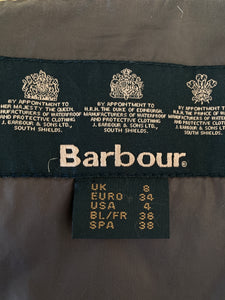 BY APPOINTMENT TO
HER MAJESTY THE QUEEN
MANUFACTURERS OF WATERPROOF
AND PROTECTIVE CLOTHING
J. BARBOUR & SONS LTD.,
SOUTH SHIELDS.
BY APPOINTMENT TO
H.R.H. THE DUKE OF EDINBURGH
MANUFACTURERS OF WATERPROOF
AND PROTECTIVE CLOTHING
J. BARBOUR & SONS LTD.,
SOUTH SHIELDS.
BY APPOINTMENT TO
H.R.H. THE PRINCE OF
MANUFACTURERS OF WATERPROOF
AND PROTECTIVE CLOTHING
J. BARBOUR & SONS LTD.,
SOUTH SHIELDS.
Barbour
UK 8
EURO 34
USA 4
BL/FR 36
SPA 38